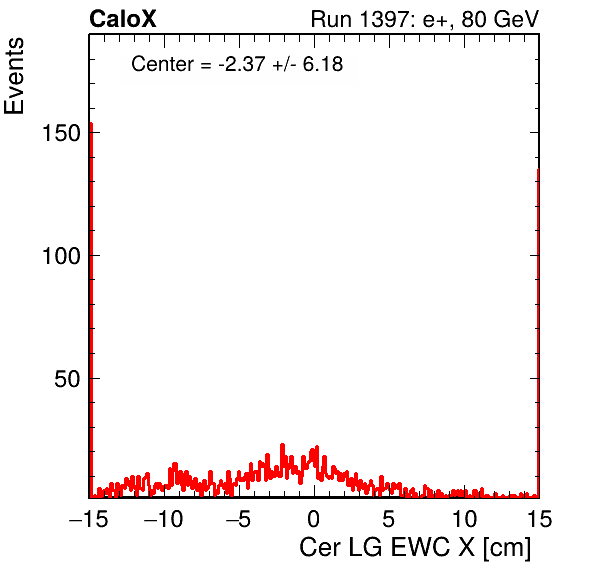 CaloX Run 1397: e+, 80 GeV
Center = -2.37 +/- 6.18
Events
150
100
50
−15 −10 −5 0 5 10 15
Cer LG EWC X [cm]